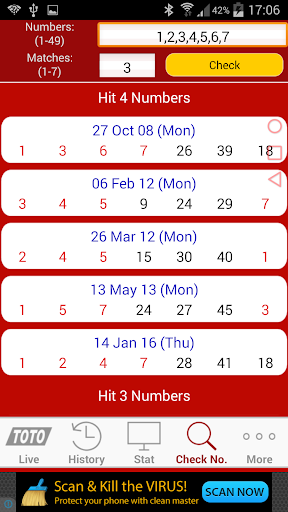 42% 17:06
Numbers:
(1-49)
1,2,3,4,5,6,7
Matches:
(1-7)
3
Check
Hit 4 Numbers
27 Oct 08 (Mon)
1 3 6 7 26 39 18
06 Feb 12 (Mon)
3 4 5 9 24 29 7
26 Mar 12 (Mon)
2 4 5 15 30 40 1
13 May 13 (Mon)
4 5 7 24 27 45 3
14 Jan 16 (Thu)
1 2 4 7 28 41 18
Hit 3 Numbers
TOTO
Live History Stat Check No. More
Scan & Kill the VIRUS!
Protect your phone with clean master
SCAN NOW